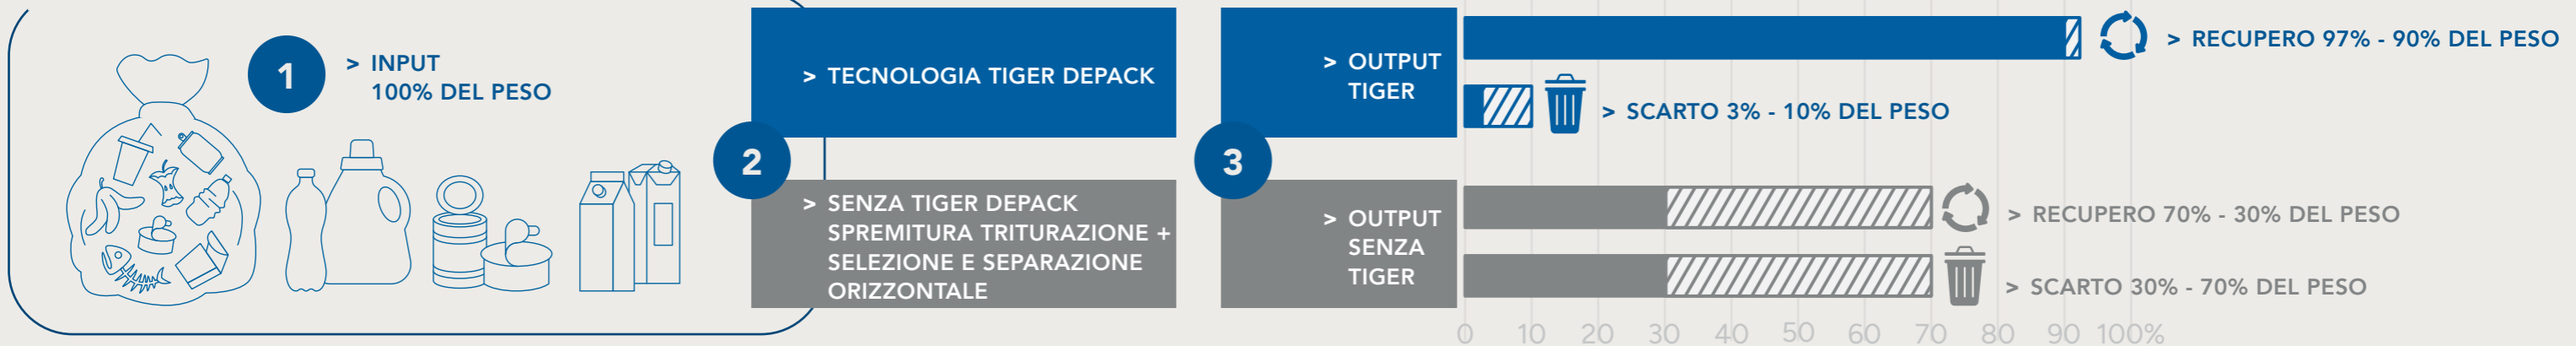 1
> INPUT
100% DEL PESO
2
> TECNOLOGIA TIGER DEPACK
> SENZA TIGER DEPACK
SPREMITURA TRITURAZIONE +
SELEZIONE E SEPARAZIONE
ORIZZONTALE
3
> OUTPUT
TIGER
> RECUPERO 97% - 90% DEL PESO
> SCARTO 3% - 10% DEL PESO
> OUTPUT
SENZA
TIGER
> RECUPERO 70% - 30% DEL PESO
> SCARTO 30% - 70% DEL PESO
0 10 20 30 40 50 60 70 80 90 100%